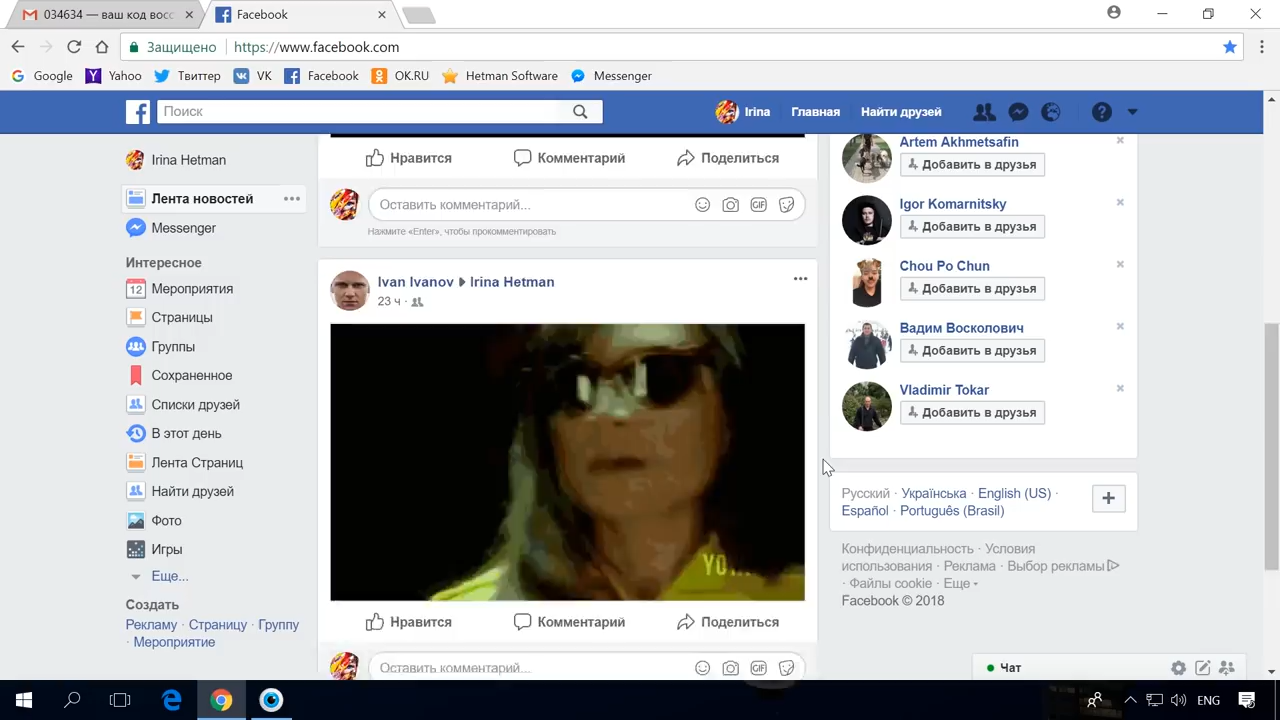 034634 — ваш код восс
Facebook
Защищено
https://www.facebook.com
Google
Yahoo
Твиттер
VK
Facebook
OK.RU
Hetman Software
Messenger
Поиск
Irina
Главная
Найти друзей
Irina Hetman
Лента новостей
Messenger
Интересное
12
Мероприятия
Страницы
Группы
Сохраненное
Списки друзей
В этот день
Лента Страниц
Найти друзей
Фото
Игры
Еще...
Создать
Рекламу · Страницу · Группу
· Мероприятие
Нравится
Комментарий
Поделиться
Оставить комментарий...
GIF
Нажмите «Enter», чтобы прокомментировать
Ivan Ivanov
Irina Hetman
23 ч ·
YO...
Нравится
Комментарий
Поделиться
Оставить комментарий...
GIF
Artem Akhmetsafin
Добавить в друзья
Igor Komarnitsky
Добавить в друзья
Chou Po Chun
Добавить в друзья
Вадим Восколович
Добавить в друзья
Vladimir Tokar
Добавить в друзья
Русский · Українська · English (US) ·
Español · Português (Brasil)
Конфиденциальность · Условия
использования · Реклама · Выбор рекламы
· Файлы cookie · Еще
Facebook © 2018
Чат
ENG